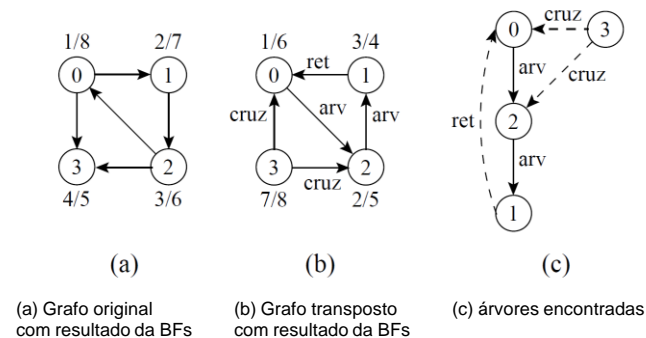 1/8 2/7
0 1
3 2
4/5 3/6
(a)
1/6 3/4
ret
0 1
cruz arv arv
3 2
cruz
7/8 2/5
(b)
cruz
0 3
arv cruz
ret 2
arv
1
(c)
(a) Grafo original
com resultado da BFs
(b) Grafo transposto
com resultado da BFs
(c) árvores encontradas